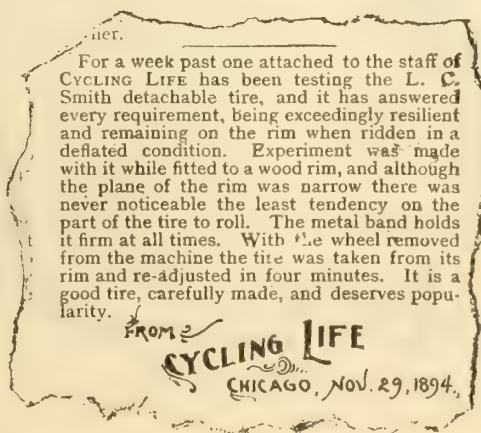 ner.
For a week past one attached to the staff of
CYCLING LIFE has been testing the L. C.
Smith detachable tire, and it has answered
every requirement, being exceedingly resilient
and remaining on the rim when ridden in a
deflated condition. Experiment was made
with it while fitted to a wood rim, and although
the plane of the rim was narrow there was
never noticeable the least tendency on the
part of the tire to roll. The metal band holds
it firm at all times. With the wheel removed
from the machine the tire was taken from its
rim and re-adjusted in four minutes. It is a
good tire, carefully made, and deserves popu-
larity.
FROM
CYCLING LIFE
CHICAGO, NOV. 29, 1894.,